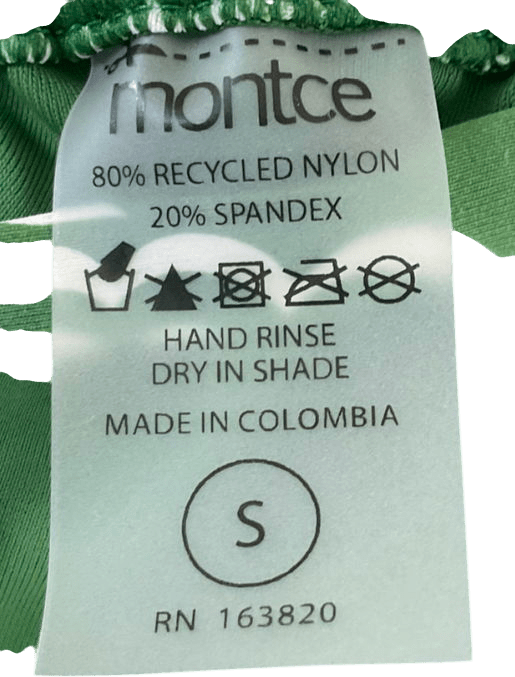 montce
80% RECYCLED NYLON
20% SPANDEX
HAND RINSE
DRY IN SHADE
MADE IN COLOMBIA
S
RN 163820